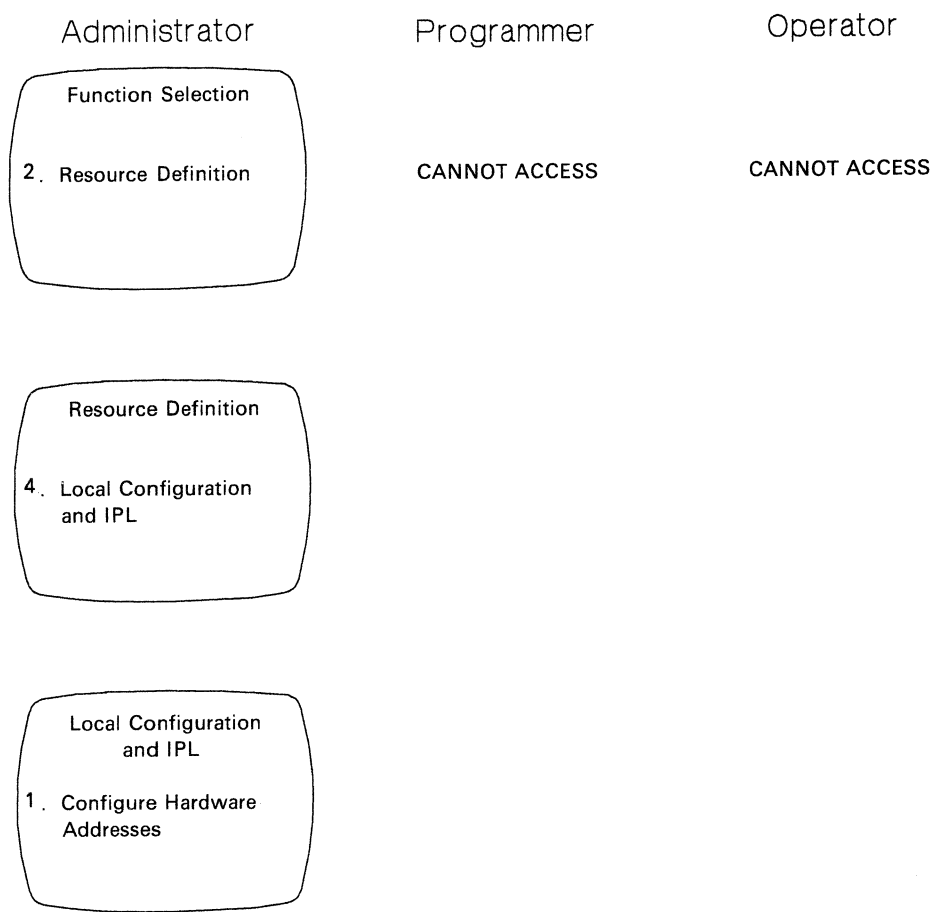 Administrator
Programmer
Operator
Function Selection
2. Resource Definition
CANNOT ACCESS
CANNOT ACCESS
Resource Definition
4. Local Configuration
and IPL
Local Configuration
and IPL
1. Configure Hardware
Addresses